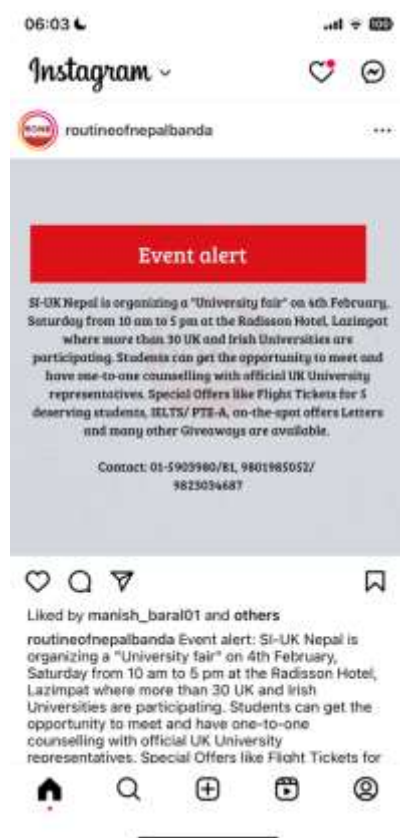 06:03
100
Instagram
routineofnepalbanda
Event alert
SI-UK Nepal is organizing a "University fair" on 4th February,
Saturday from 10 am to 5 pm at the Radisson Hotel, Lazimpat
where more than 30 UK and Irish Universities are
participating. Students can get the opportunity to meet and
have one-to-one counselling with official UK University
representatives. Special Offers like Flight Tickets for 5
deserving students, IELTS/ PTE-A, on-the-spot offers Letters
and many other Giveaways are available.
Contact: 01-5903980/81, 9801985052/
9823034687
Liked by manish_baral01 and others
routineofnepalbanda Event alert: SI-UK Nepal is
organizing a "University fair" on 4th February,
Saturday from 10 am to 5 pm at the Radisson Hotel,
Lazimpat where more than 30 UK and Irish
Universities are participating. Students can get the
opportunity to meet and have one-to-one
counselling with official UK University
representatives. Special Offers like Flight Tickets for